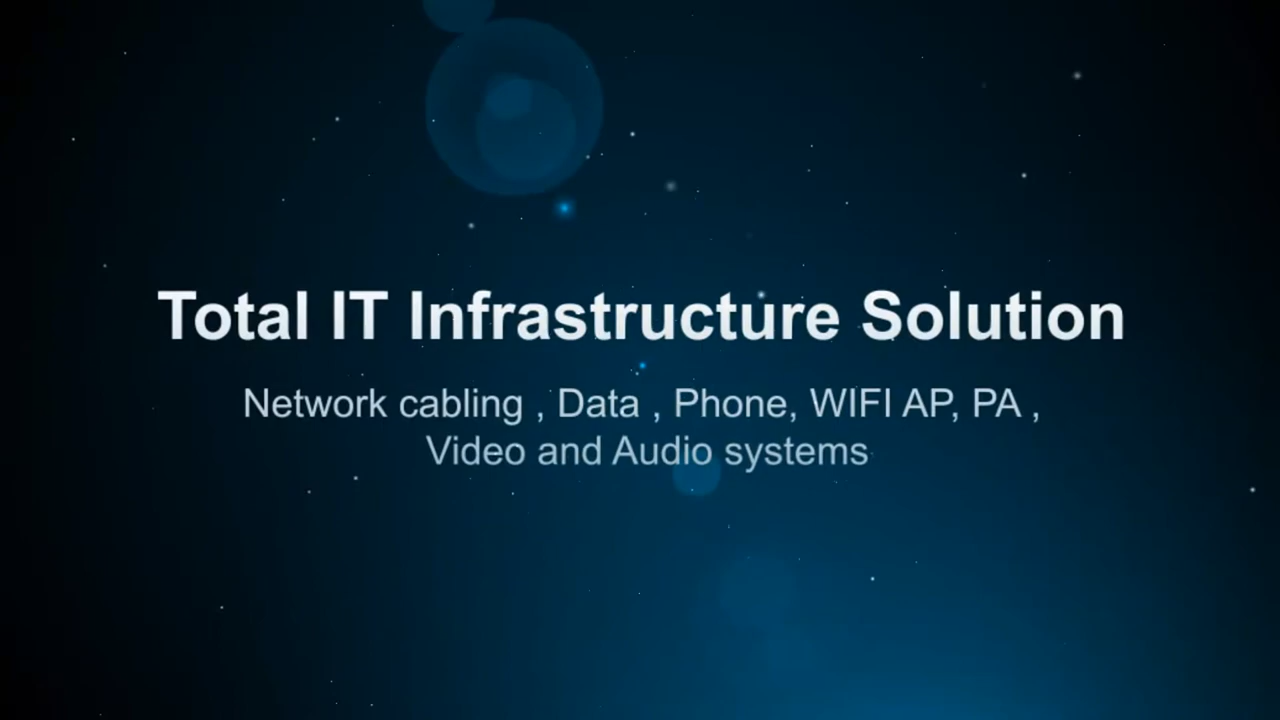 Total IT Infrastructure Solution
Network cabling , Data , Phone, WIFI AP, PA ,
Video and Audio systems